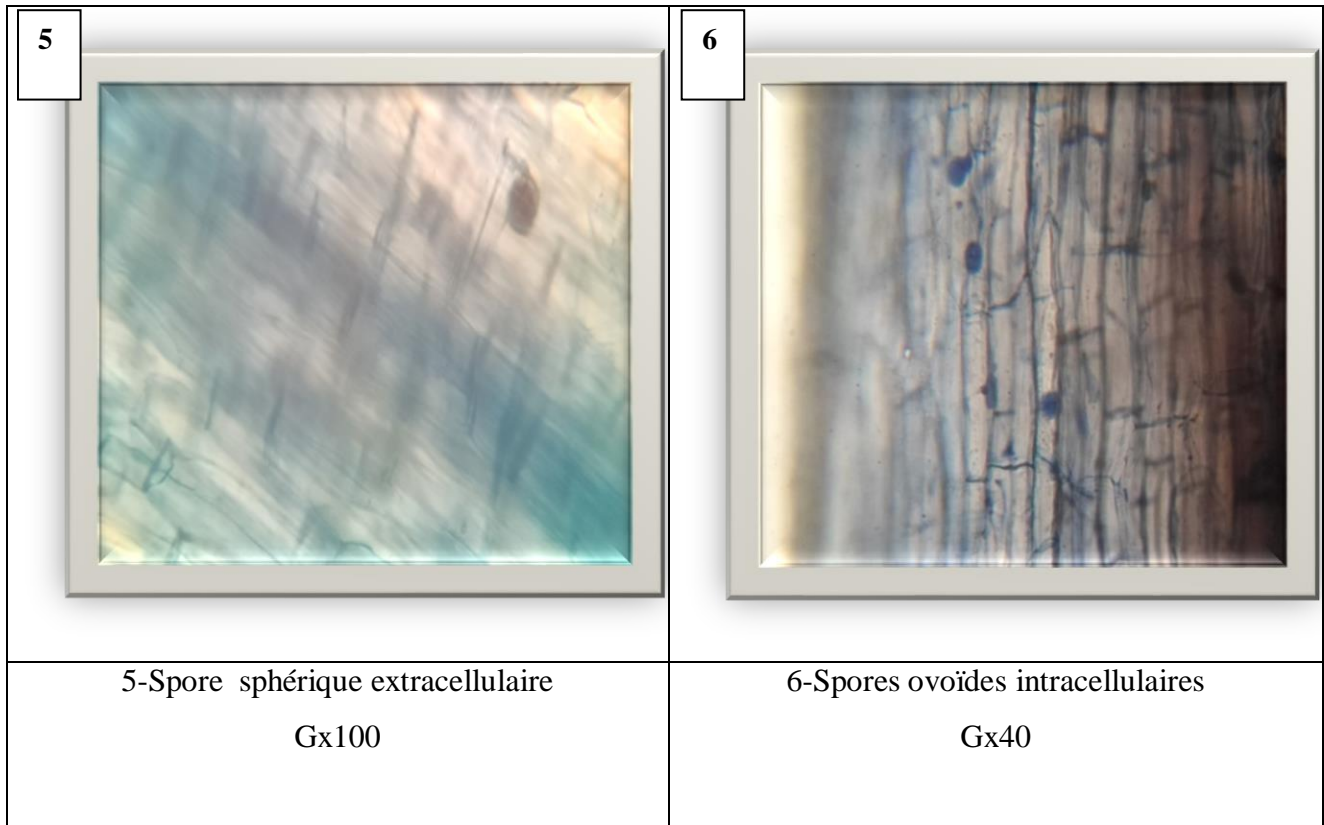 5
6
5-Spore sphérique extracellulaire
Gx100
6-Spores ovoïdes intracellulaires
Gx40